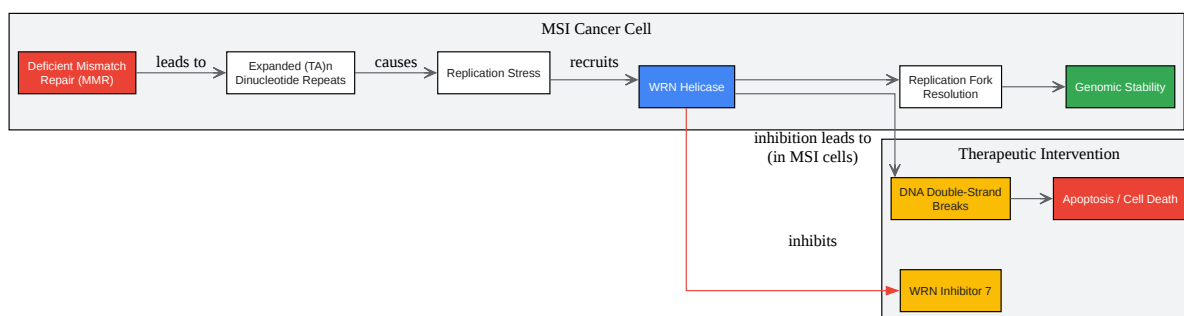 MSI Cancer Cell
Deficient Mismatch
Repair (MMR)
leads to
Expanded (TA)n
Dinucleotide Repeats
causes
Replication Stress
recruits
WRN Helicase
Replication Fork
Resolution
Genomic Stability
inhibition leads to
(in MSI cells)
Therapeutic Intervention
DNA Double-Strand
Breaks
Apoptosis / Cell Death
inhibits
WRN Inhibitor 7